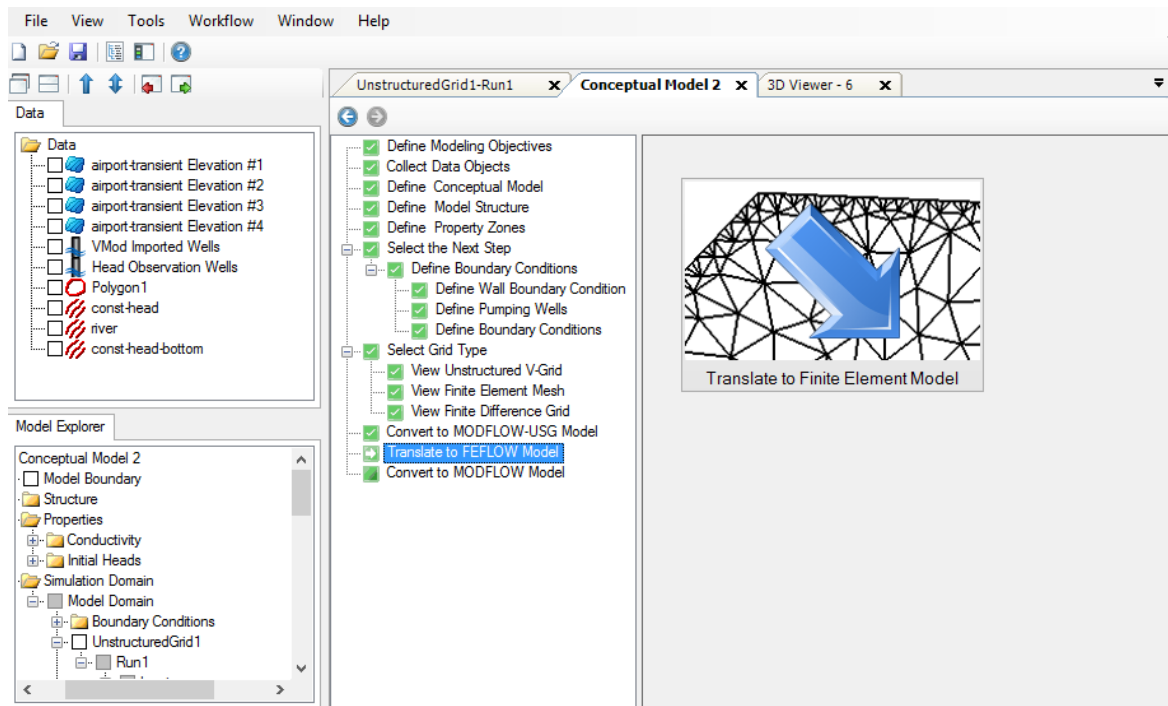 File View Tools Workflow Window Help
UnstructuredGrid1-Run1 x Conceptual Model 2 x 3D Viewer - 6 x
Data
Data
airport-transient Elevation #1
airport-transient Elevation #2
airport-transient Elevation #3
airport-transient Elevation #4
VMod Imported Wells
Head Observation Wells
Polygon1
const-head
river
const-head-bottom
Model Explorer
Conceptual Model 2
Model Boundary
Structure
Properties
Conductivity
Initial Heads
Simulation Domain
Model Domain
Boundary Conditions
UnstructuredGrid1
Run1
Define Modeling Objectives
Collect Data Objects
Define Conceptual Model
Define Model Structure
Define Property Zones
Select the Next Step
Define Boundary Conditions
Define Wall Boundary Condition
Define Pumping Wells
Define Boundary Conditions
Select Grid Type
View Unstructured V-Grid
View Finite Element Mesh
View Finite Difference Grid
Convert to MODFLOW-USG Model
Translate to FEFLOW Model
Convert to MODFLOW Model
Translate to Finite Element Model